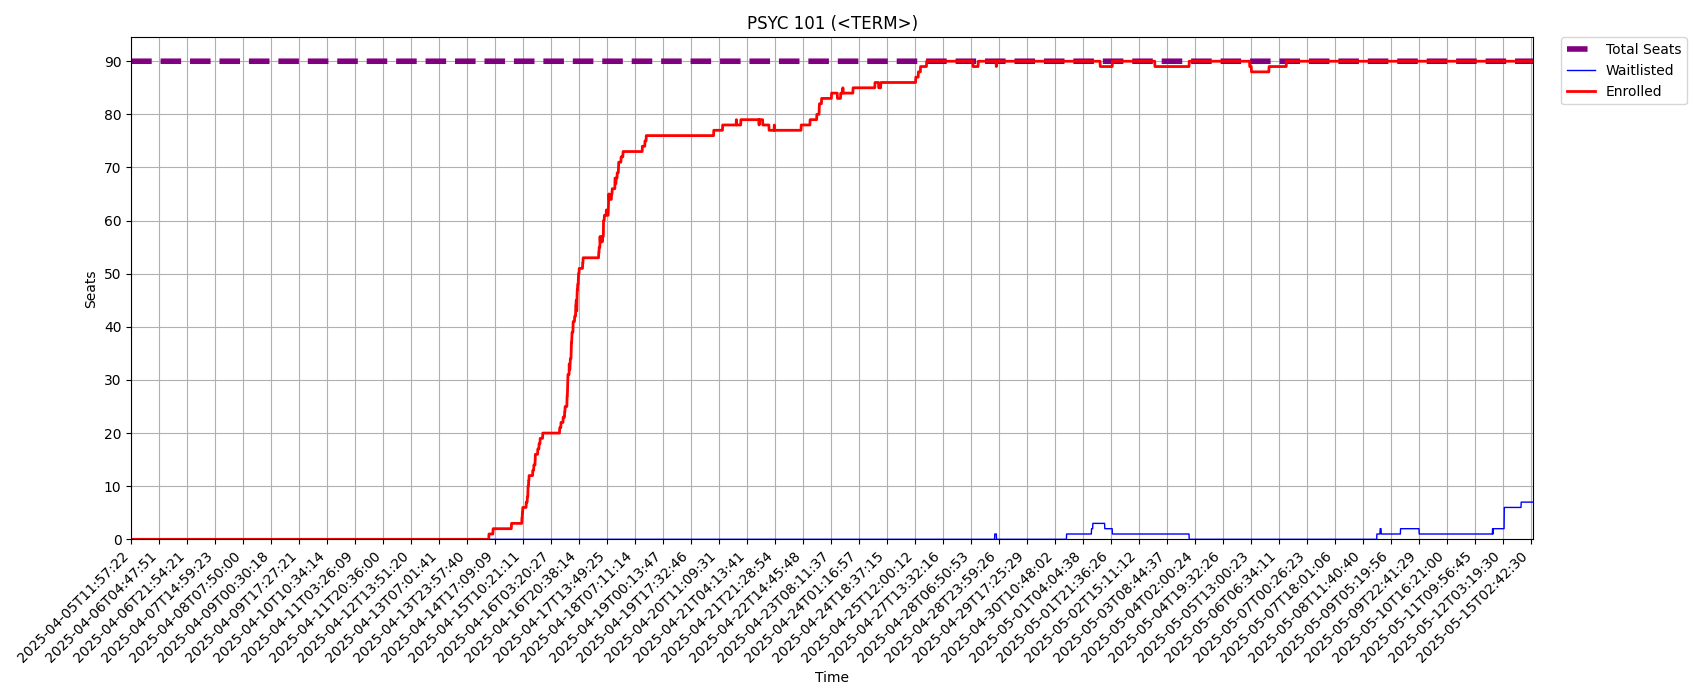 PSYC 101 (<TERM>)
Total Seats
Waitlisted
Enrolled
Seats
90
80
70
60
50
40
30
20
10
0
2025-04-05T11:57:22
2025-04-06T04:47:51
2025-04-06T21:54:21
2025-04-07T14:59:23
2025-04-08T07:50:00
2025-04-09T00:30:18
2025-04-09T17:27:21
2025-04-10T10:34:14
2025-04-11T03:26:09
2025-04-11T20:36:00
2025-04-12T13:51:20
2025-04-13T07:01:41
2025-04-13T23:57:40
2025-04-14T17:09:09
2025-04-15T10:21:11
2025-04-16T03:20:27
2025-04-16T20:38:14
2025-04-17T13:49:25
2025-04-18T07:11:14
2025-04-19T00:13:47
2025-04-19T17:32:46
2025-04-20T11:09:31
2025-04-21T04:13:41
2025-04-21T21:28:54
2025-04-22T14:45:48
2025-04-23T08:11:37
2025-04-24T01:16:57
2025-04-24T18:37:15
2025-04-25T12:00:12
2025-04-27T13:32:16
2025-04-28T06:50:53
2025-04-28T23:59:26
2025-04-29T17:25:29
2025-04-30T10:48:02
2025-05-01T04:04:38
2025-05-01T21:36:26
2025-05-02T15:11:12
2025-05-03T08:44:37
2025-05-04T02:00:24
2025-05-04T19:32:26
2025-05-05T13:00:23
2025-05-06T06:34:11
2025-05-07T00:26:23
2025-05-07T18:01:06
2025-05-08T11:40:40
2025-05-09T05:19:56
2025-05-09T22:41:29
2025-05-10T16:21:00
2025-05-11T09:56:45
2025-05-12T03:19:30
2025-05-15T02:42:30
Time